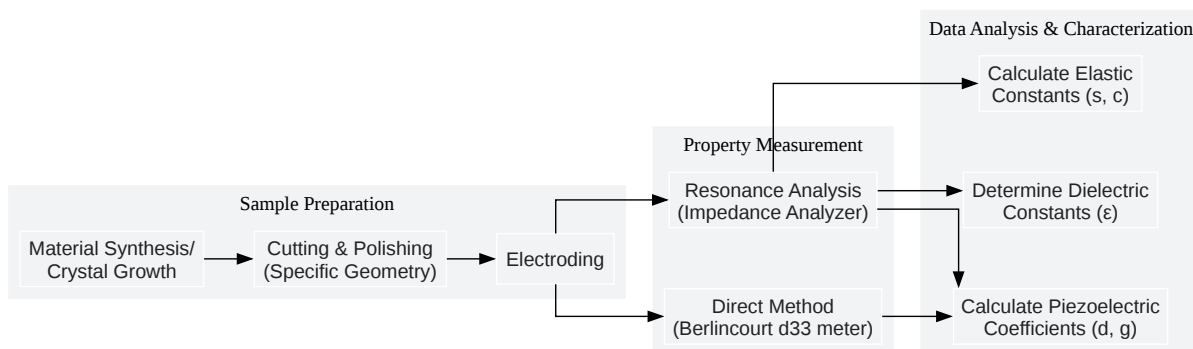 Data Analysis & Characterization
Calculate Elastic
Constants (s, c)
Property Measurement
Resonance Analysis
(Impedance Analyzer)
Determine Dielectric
Constants (ε)
Sample Preparation
Material Synthesis/
Crystal Growth
Cutting & Polishing
(Specific Geometry)
Electroding
Direct Method
(Berlincourt d33 meter)
Calculate Piezoelectric
Coefficients (d, g)